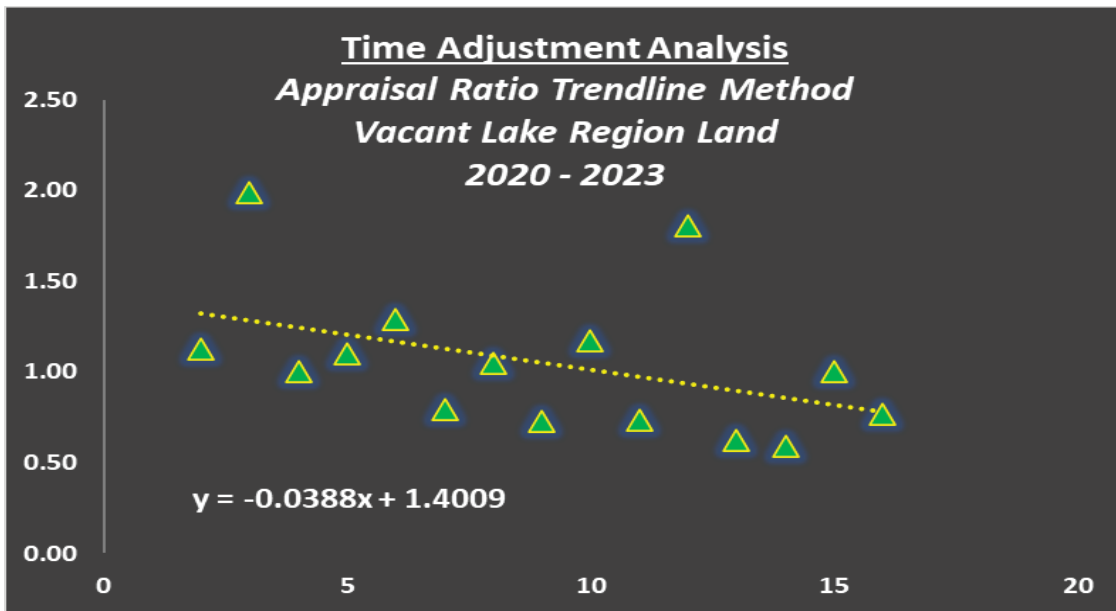 Time Adjustment Analysis
Appraisal Ratio Trendline Method
Vacant Lake Region Land
2020 - 2023
2.50
2.00
1.50
1.00
0.50
0.00
y = -0.0388x + 1.4009
0 5 10 15 20